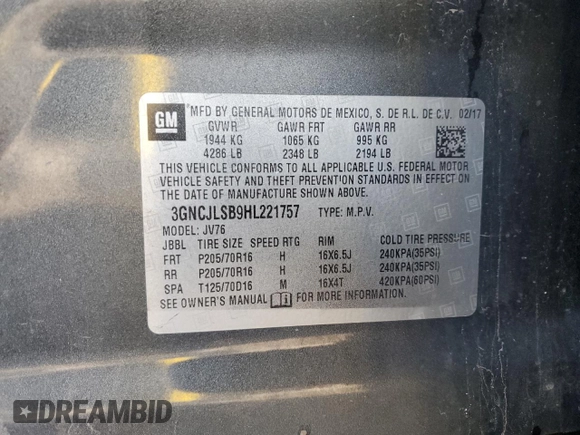 GM
MFD BY GENERAL MOTORS DE MEXICO, S. DE R.L. DE C.V. 02/17
GVWR GAWR FRT GAWR RR
1944 KG 1065 KG 995 KG
4286 LB 2348 LB 2194 LB
THIS VEHICLE CONFORMS TO ALL APPLICABLE U.S. FEDERAL MOTOR
VEHICLE SAFETY AND THEFT PREVENTION STANDARDS IN EFFECT ON
THE DATE OF MANUFACTURE SHOWN ABOVE.
3GNCJLSB9HL221757 TYPE: M.P.V.
MODEL: JV76
JBBL TIRE SIZE SPEED RTG RIM COLD TIRE PRESSURE
FRT P205/70R16 H 16X6.5J 240KPA(35PSI)
RR P205/70R16 H 16X6.5J 240KPA(35PSI)
SPA T125/70D16 M 16X4T 420KPA(60PSI)
SEE OWNER'S MANUAL FOR MORE INFORMATION.
DREAMBID